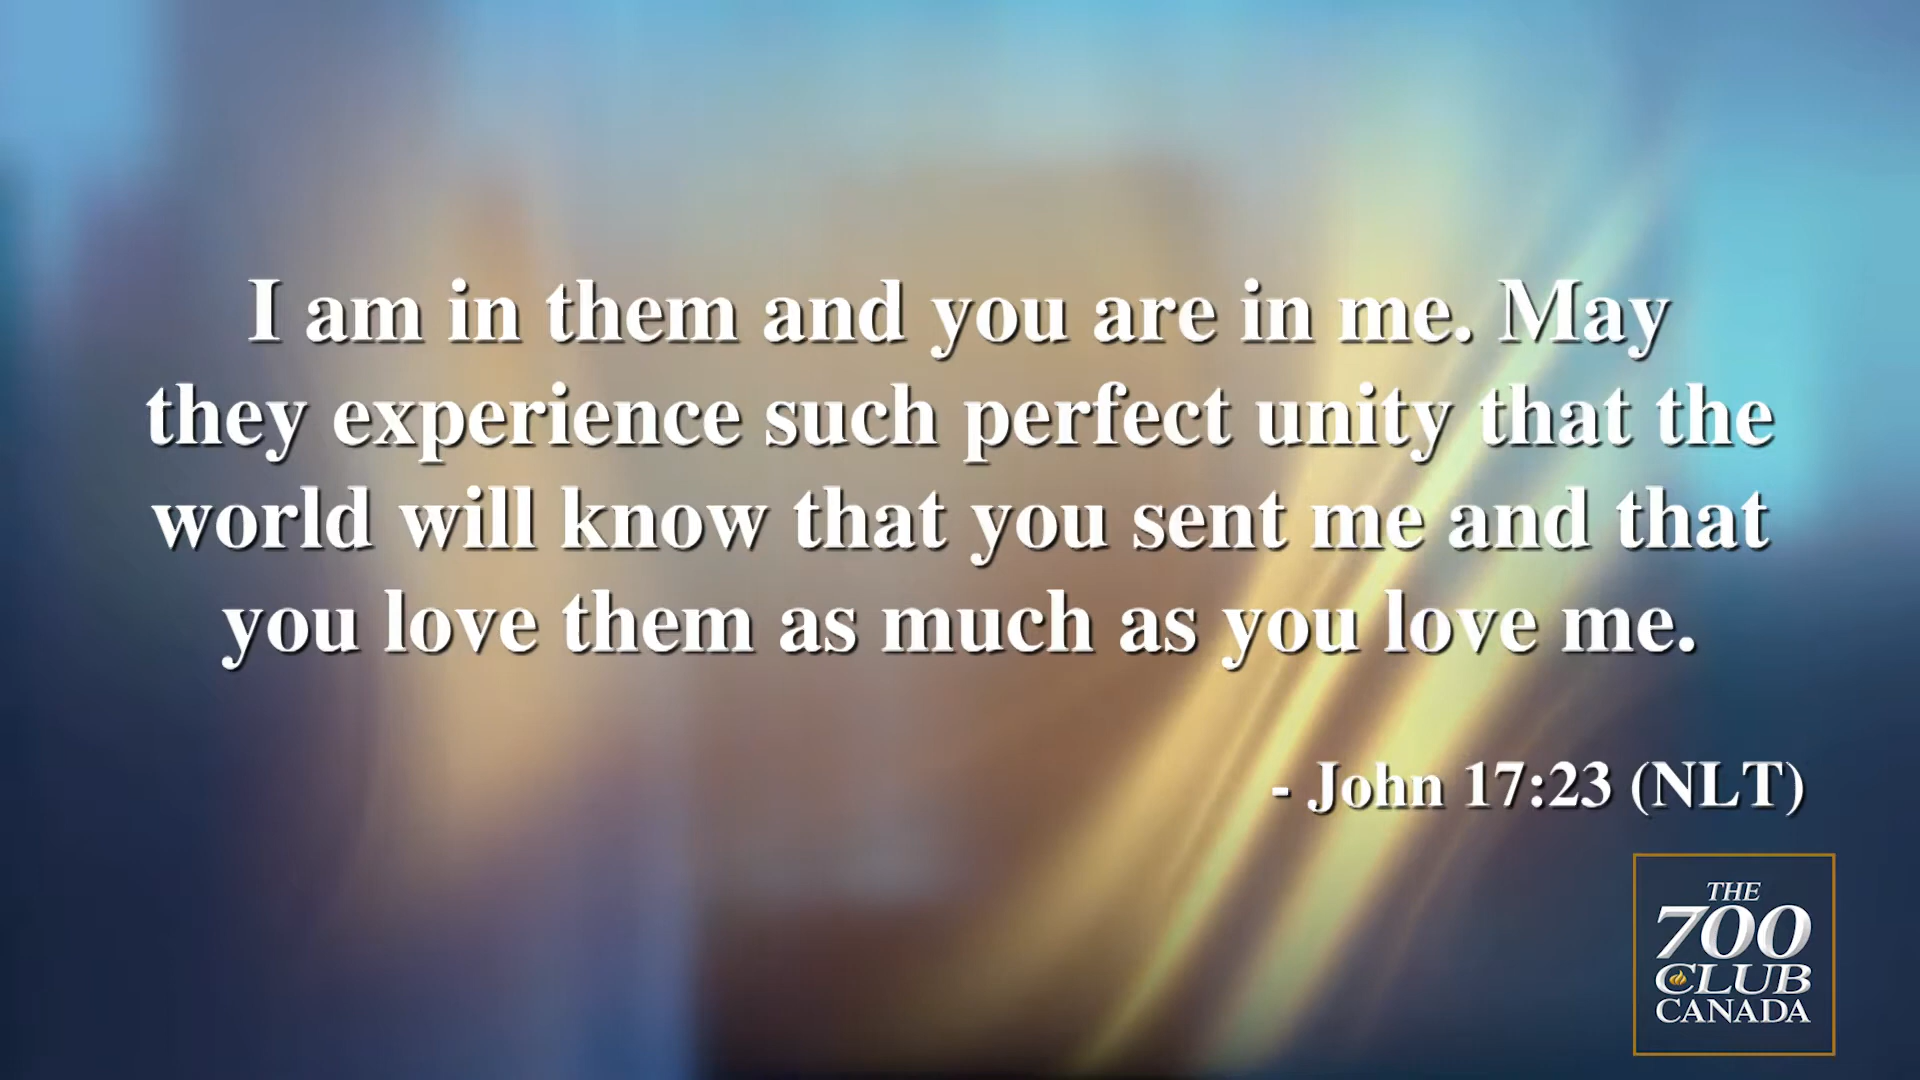 I am in them and you are in me. May
they experience such perfect unity that the
world will know that you sent me and that
you love them as much as you love me.
- John 17:23 (NLT)
THE
700
CLUB
CANADA